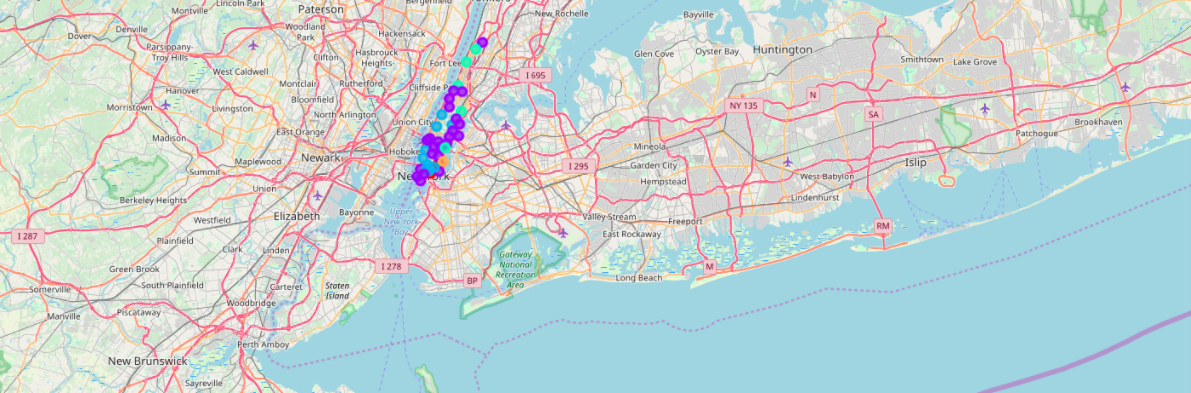 Lincoln Park
Paterson
Bergenfield
Montville
New Rochelle
Bayville
Denville
Dover
Woodland
Park
Hackensack
Parsippany-
Troy Hills
Hasbrouck
Heights
Glen Cove
Oyster Bay
Huntington
Clifton
Fort Lee
Smithtown
Lake Grove
West Caldwell
I 695
Hanover
Montclair
Rutherford
Cliffside
N
Morristown
Livingston
Bloomfield
North Arlington
NY 135
SA
Brookhaven
Union City
Patchogue
Madison
East Orange
Mineola
Maplewood
Newark
Hoboke
I 295
Garden City
Islip
Summit
Hempstead
West Babylon
Union
Berkeley Heights
Lindenhurst
Westfield
Elizabeth
Bayonne
Upper
New York
Bay
Valley Stream
Freeport
RM
I 287
Plainfield
Clark
Linden
East Rockaway
Green Brook
I 278
Gateway
National
Recreation
Area
M
BP
Long Beach
Somerville
South Plainfield
Carteret
Staten
Island
Manville
Piscataway
Woodbridge
Perth Amboy
New Brunswick
Sayreville